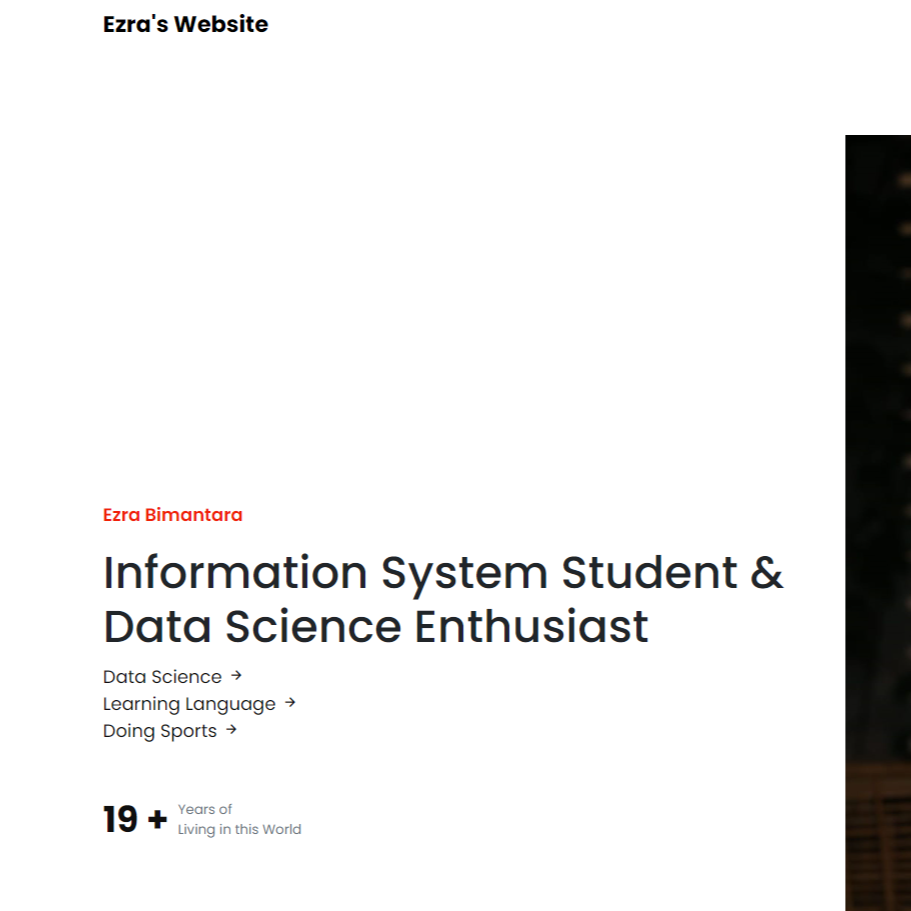 Ezra's Website
Ezra Bimantara
Information System Student &
Data Science Enthusiast
Data Science →
Learning Language →
Doing Sports →
19 +
Years of
Living in this World